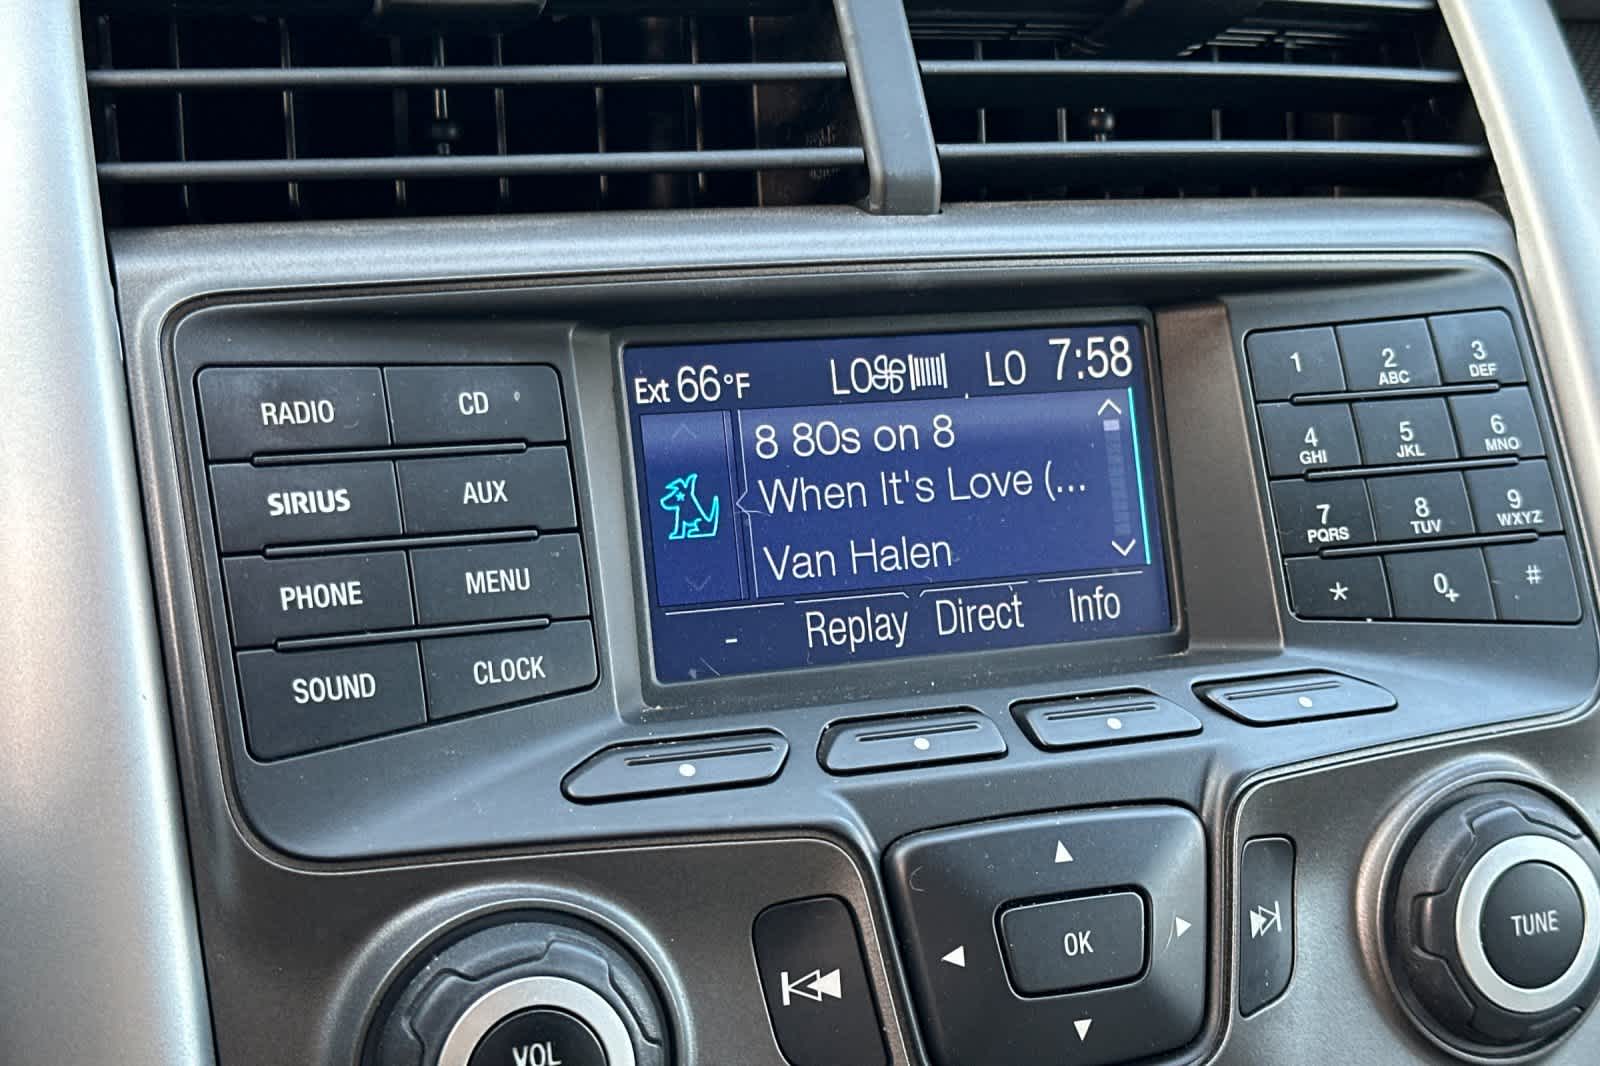 Ext 66°F LO LO 7:58
8 80s on 8
When It's Love (...
Van Halen
- Replay Direct Info
RADIO CD
SIRIUS AUX
PHONE MENU
SOUND CLOCK
1 2 ABC 3 DEF
4 GHI 5 JKL 6 MNO
7 PQRS 8 TUV 9 WXYZ
* 0+ #
OK
VOL
TUNE